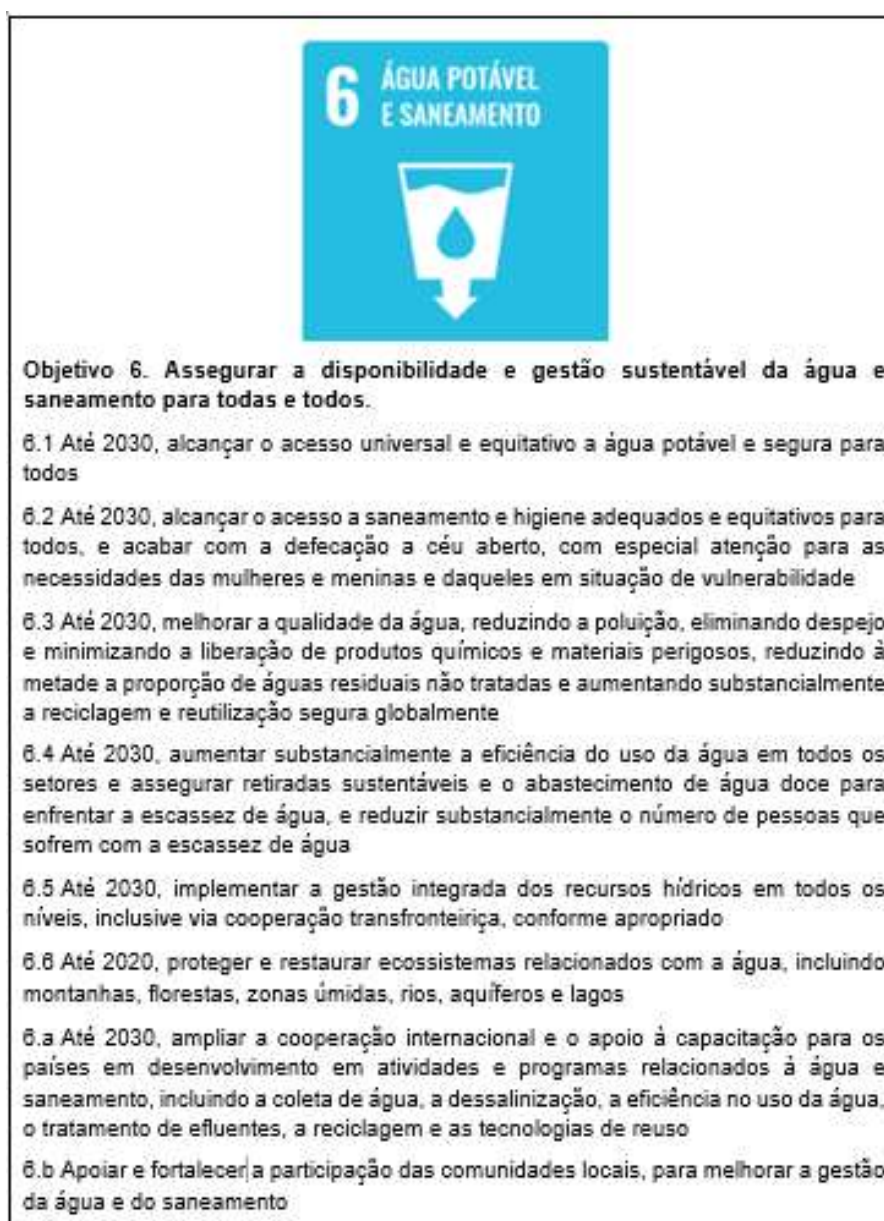 6 ÁGUA POTÁVEL
E SANEAMENTO
Objetivo 6. Assegurar a disponibilidade e gestão sustentável da água e
saneamento para todas e todos.
6.1 Até 2030, alcançar o acesso universal e equitativo a água potável e segura para
todos
6.2 Até 2030, alcançar o acesso a saneamento e higiene adequados e equitativos para
todos, e acabar com a defecação a céu aberto, com especial atenção para as
necessidades das mulheres e meninas e daqueles em situação de vulnerabilidade
6.3 Até 2030, melhorar a qualidade da água, reduzindo a poluição, eliminando despejo
e minimizando a liberação de produtos químicos e materiais perigosos, reduzindo à
metade a proporção de águas residuais não tratadas e aumentando substancialmente
a reciclagem e reutilização segura globalmente
6.4 Até 2030, aumentar substancialmente a eficiência do uso da água em todos os
setores e assegurar retiradas sustentáveis e o abastecimento de água doce para
enfrentar a escassez de água, e reduzir substancialmente o número de pessoas que
sofrem com a escassez de água
6.5 Até 2030, implementar a gestão integrada dos recursos hídricos em todos os
níveis, inclusive via cooperação transfronteiriça, conforme apropriado
6.6 Até 2020, proteger e restaurar ecossistemas relacionados com a água, incluindo
montanhas, florestas, zonas úmidas, rios, aquíferos e lagos
6.a Até 2030, ampliar a cooperação internacional e o apoio à capacitação para os
países em desenvolvimento em atividades e programas relacionados à água e
saneamento, incluindo a coleta de água, a dessalinização, a eficiência no uso da água,
o tratamento de efluentes, a reciclagem e as tecnologias de reuso
6.b Apoiar e fortalecer a participação das comunidades locais, para melhorar a gestão
da água e do saneamento